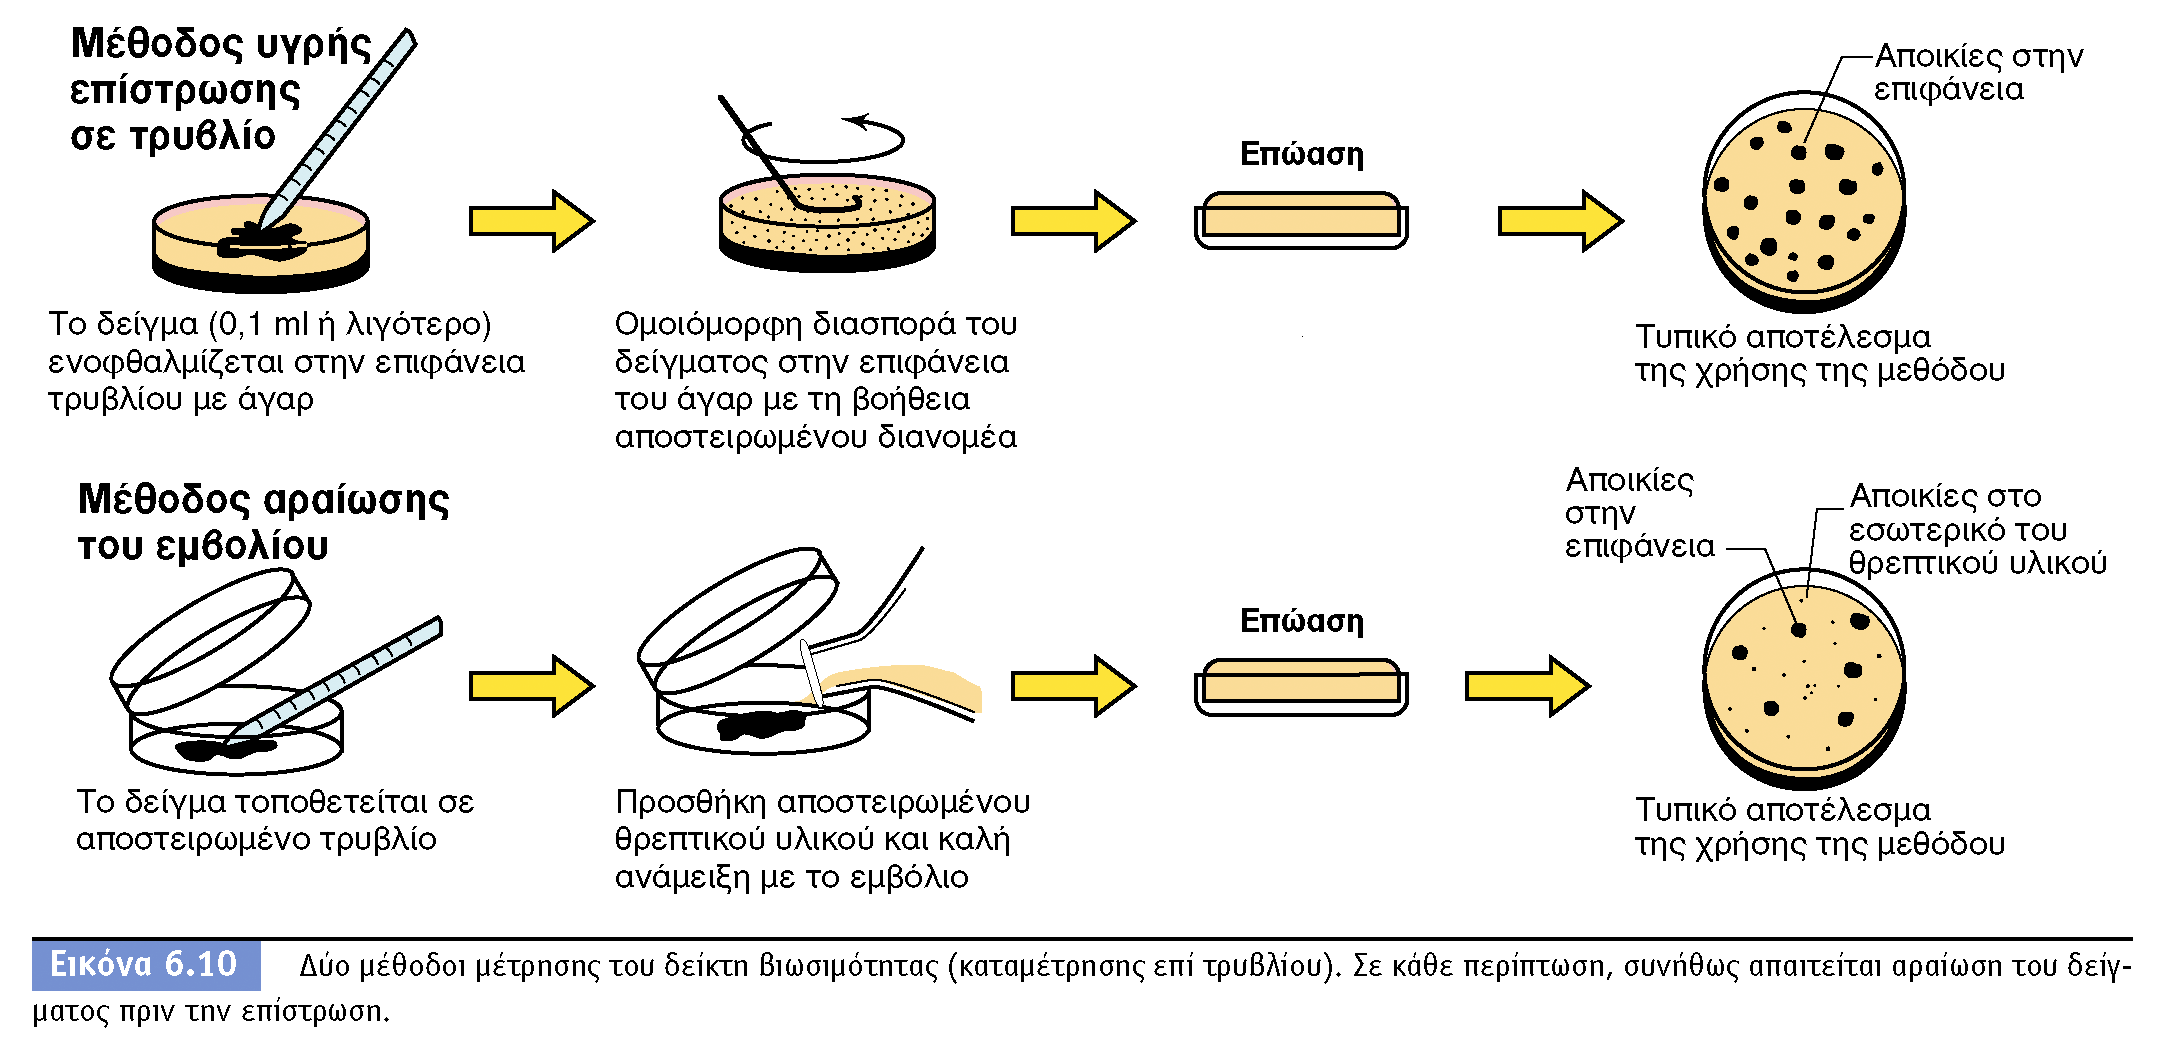 Μέθοδος υγρής
επίστρωσης
σε τρυβλίο
Αποικίες στην
επιφάνεια
Επώαση
Το δείγμα (0,1 ml ή λιγότερο)
ενοφθαλμίζεται στην επιφάνεια
τρυβλίου με άγαρ
Ομοιόμορφη διασπορά του
δείγματος στην επιφάνεια
του άγαρ με τη βοήθεια
αποστειρωμένου διανομέα
Τυπικό αποτέλεσμα
της χρήσης της μεθόδου
Μέθοδος αραίωσης
του εμβολίου
Αποικίες
στην
επιφάνεια
Αποικίες στο
εσωτερικό του
θρεπτικού υλικού
Επώαση
Το δείγμα τοποθετείται σε
αποστειρωμένο τρυβλίο
Προσθήκη αποστειρωμένου
θρεπτικού υλικού και καλή
ανάμειξη με το εμβόλιο
Τυπικό αποτέλεσμα
της χρήσης της μεθόδου
Εικόνα 6.10 Δύο μέθοδοι μέτρησης του δείκτη βιωσιμότητας (καταμέτρησης επί τρυβλίου). Σε κάθε περίπτωση, συνήθως απαιτείται αραίωση του δείγ-
ματος πριν την επίστρωση.